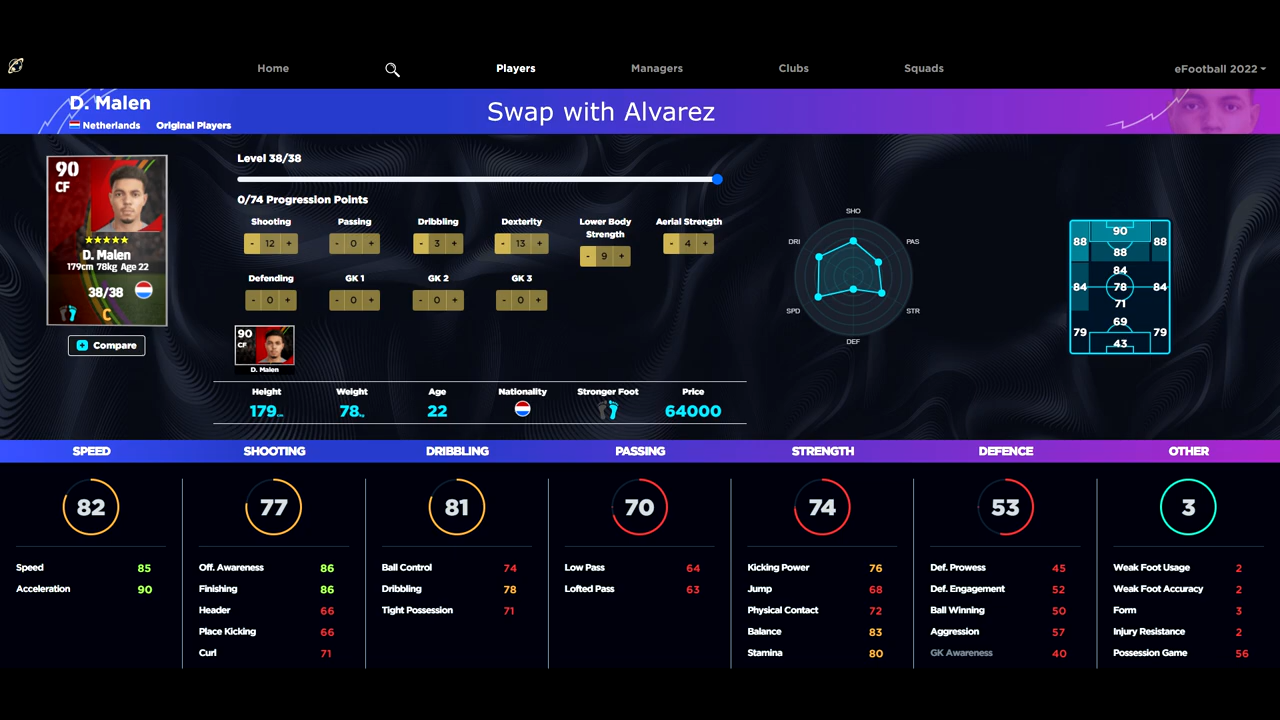 Home Players Managers Clubs Squads eFootball 2022
D. Malen
Swap with Alvarez
Netherlands Original Players
90
CF
D. Malen
179cm 78kg Age 22
38/38
C
Compare
Level 38/38
0/74 Progression Points
Shooting Passing Dribbling Dexterity Lower Body Strength Aerial Strength
- 12 + - 0 + - 3 + - 13 + - 9 + - 4 +
Defending GK 1 GK 2 GK 3
- 0 + - 0 + - 0 + - 0 +
90
CF
D. Malen
Height Weight Age Nationality Stronger Foot Price
179 78 22 64000
SHO
DRI PAS
SPD STR
DEF
90
88 88
88
84
84 78 84
71
69
79 79
43
SPEED SHOOTING DRIBBLING PASSING STRENGTH DEFENCE OTHER
82 77 81 70 74 53 3
Speed 85 Off. Awareness 86 Ball Control 74 Low Pass 64 Kicking Power 76 Def. Prowess 45 Weak Foot Usage 2
Acceleration 90 Finishing 86 Dribbling 78 Lofted Pass 63 Jump 68 Def. Engagement 52 Weak Foot Accuracy 2
Header 66 Tight Possession 71 Physical Contact 72 Ball Winning 50 Form 3
Place Kicking 66 Balance 83 Aggression 57 Injury Resistance 2
Curl 71 Stamina 80 GK Awareness 40 Possession Game 56